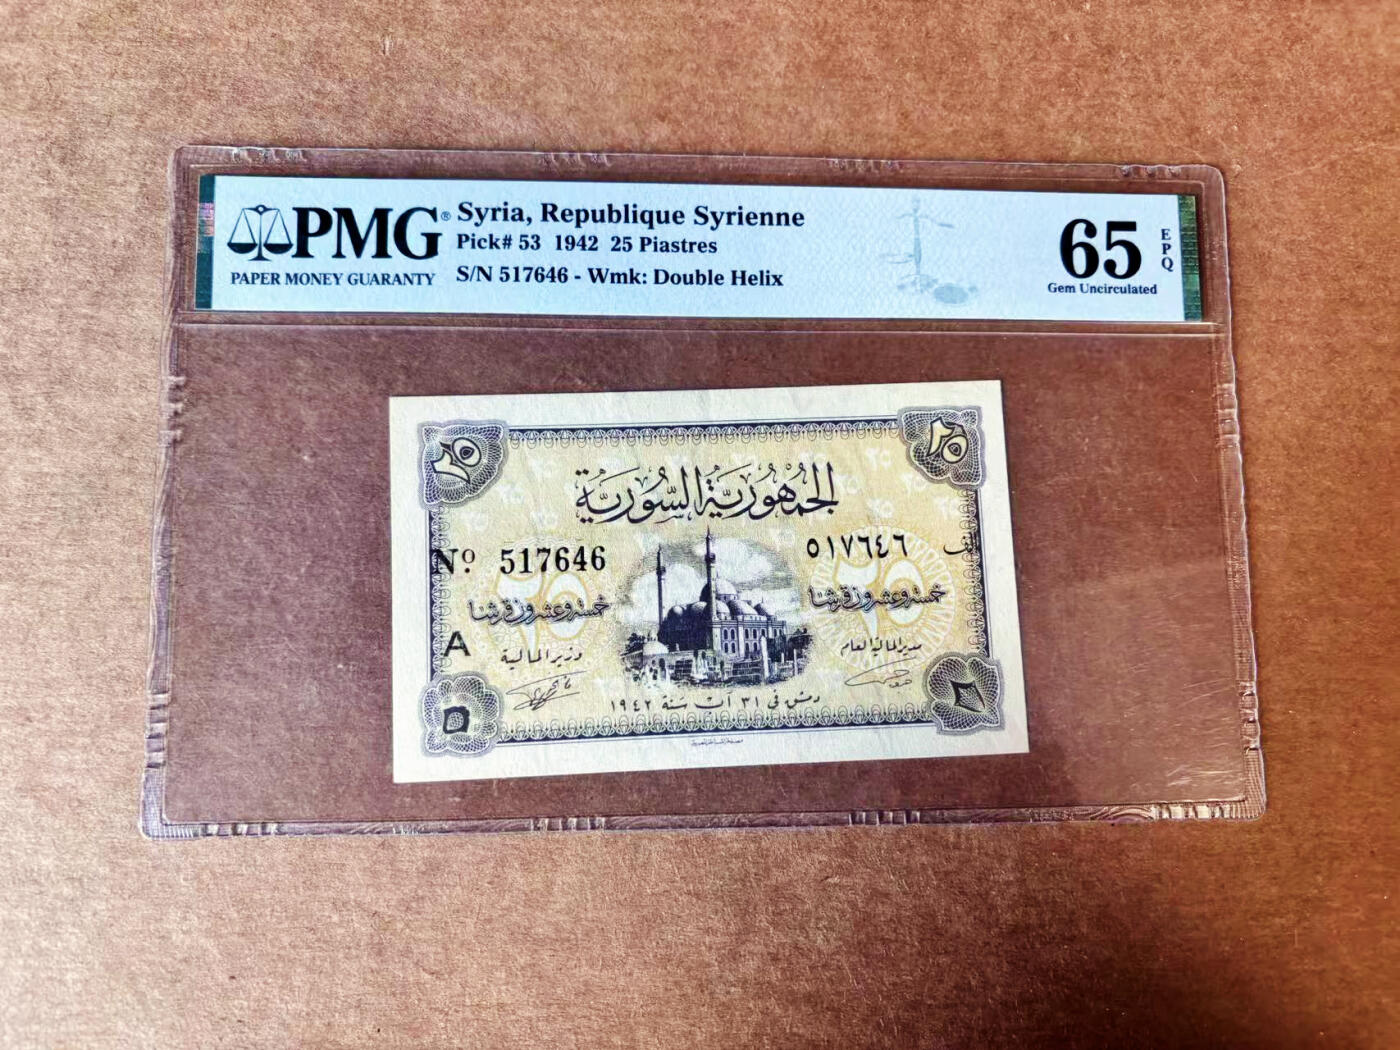 PMG®
PAPER MONEY GUARANTY
Syria, Republique Syrienne
Pick# 53 1942 25 Piastres
S/N 517646 - Wmk: Double Helix
65
EPQ
Gem Uncirculated
٢٥
٢٥
الجمهورية السورية
Nº 517646
٥١٧٦٤٦
خمسة وعشرون قرشا
خمسة وعشرون قرشا
A
وزير المالية
مدير المالية العام
دمشق في ٣١ آب سنة ١٩٤٢